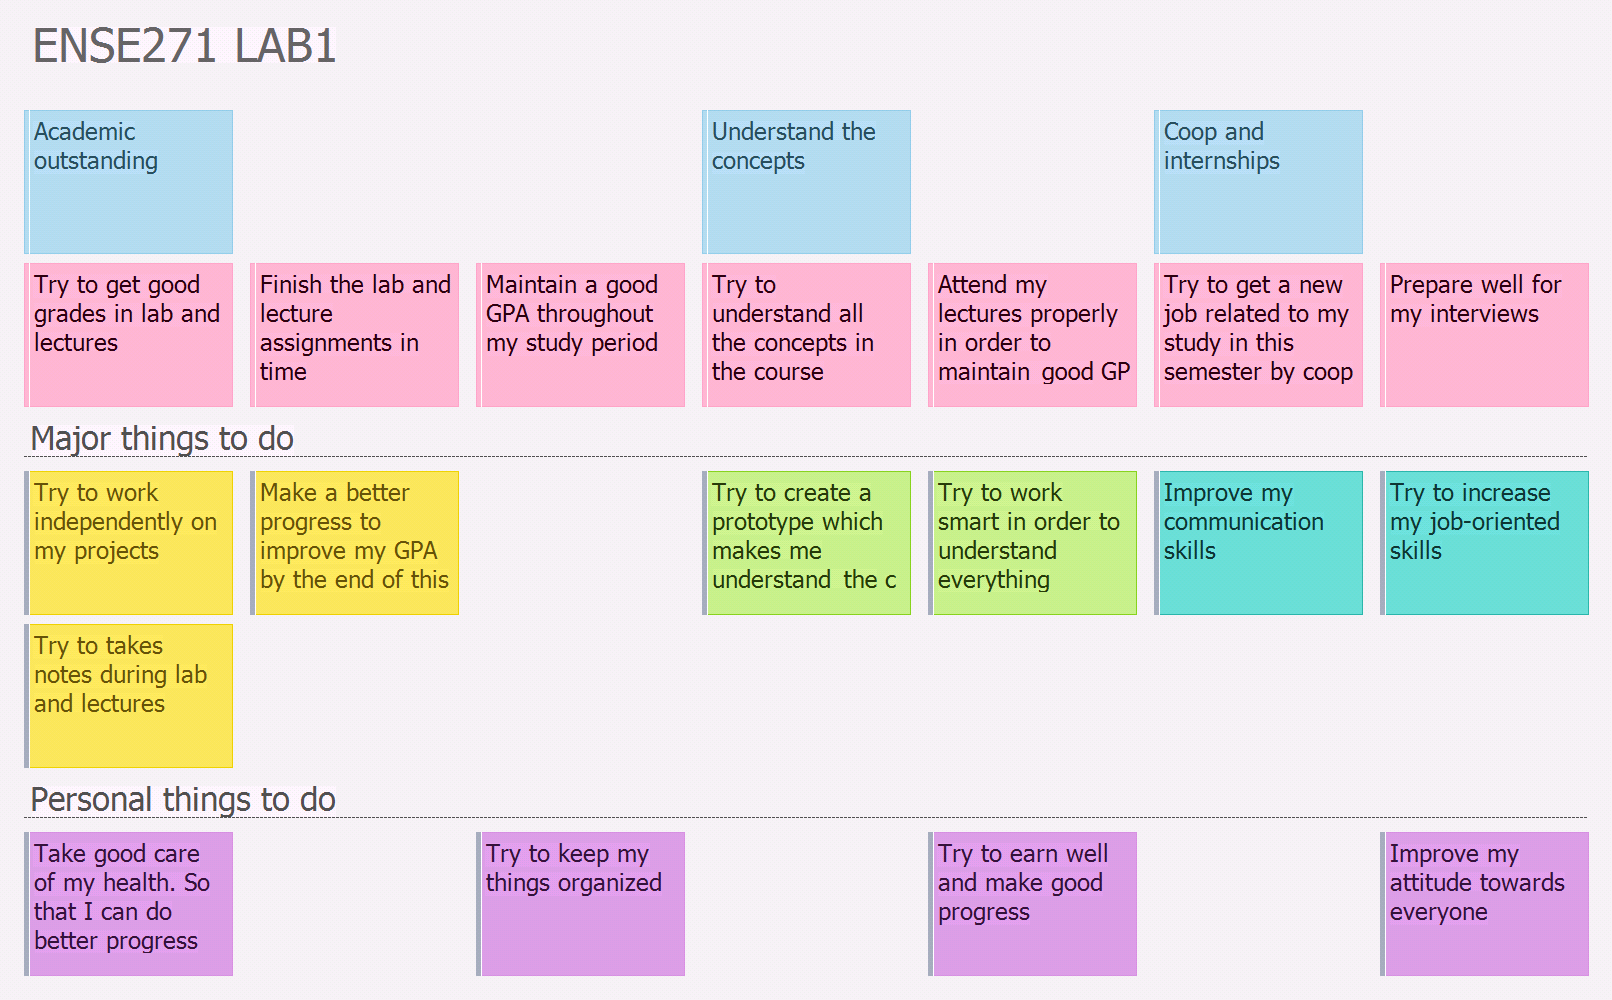 ENSE271 LAB1
Academic
outstanding
Understand the
concepts
Coop and
internships
Try to get good
grades in lab and
lectures
Finish the lab and
lecture
assignments in
time
Maintain a good
GPA throughout
my study period
Try to
understand all
the concepts in
the course
Attend my
lectures properly
in order to
maintain good GP
Try to get a new
job related to my
study in this
semester by coop
Prepare well for
my interviews
Major things to do
Try to work
independently on
my projects
Make a better
progress to
improve my GPA
by the end of this
Try to create a
prototype which
makes me
understand the c
Try to work
smart in order to
understand
everything
Improve my
communication
skills
Try to increase
my job-oriented
skills
Try to takes
notes during lab
and lectures
Personal things to do
Take good care
of my health. So
that I can do
better progress
Try to keep my
things organized
Try to earn well
and make good
progress
Improve my
attitude towards
everyone